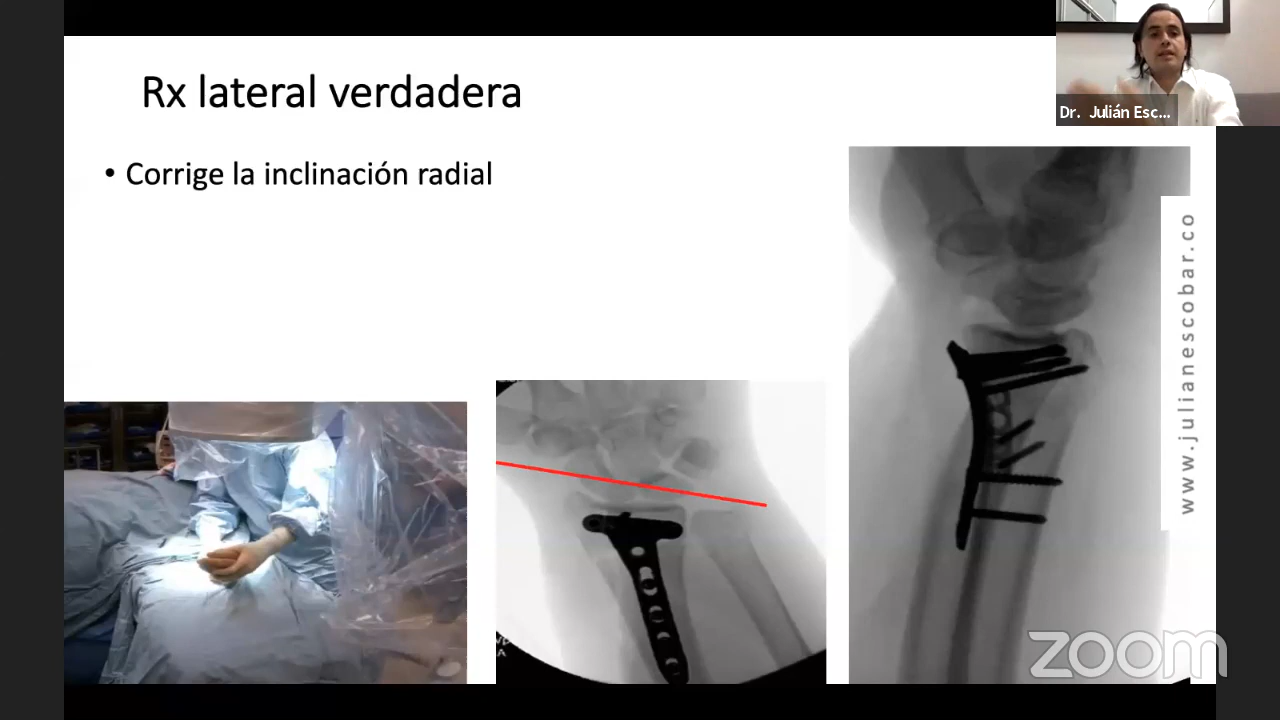 Rx lateral verdadera
• Corrige la inclinación radial
Dr. Julián Esc...
www.julianescobar.co
zoom